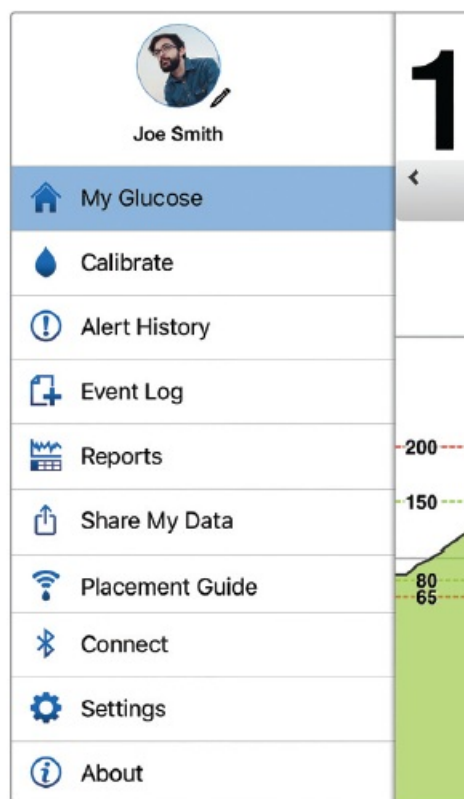 Joe Smith
1
My Glucose
Calibrate
Alert History
Event Log
Reports
200
Share My Data
150
Placement Guide
80
65
Connect
Settings
About